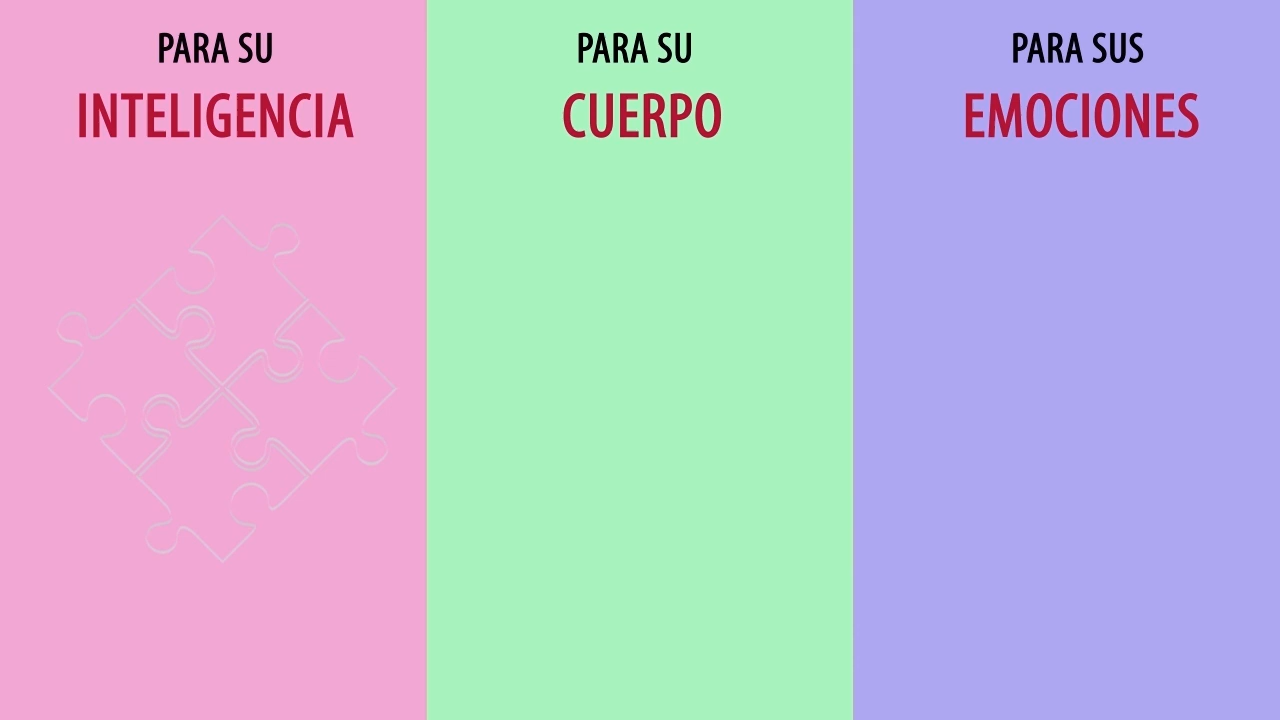 PARA SU
INTELIGENCIA
PARA SU
CUERPO
PARA SUS
EMOCIONES